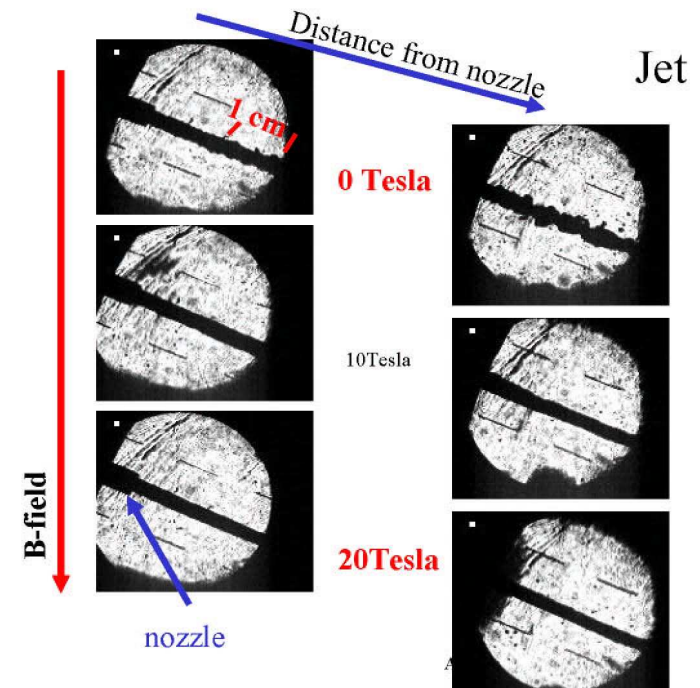 Distance from nozzle
Jet
1 cm
0 Tesla
10Tesla
B-field
20Tesla
nozzle
A